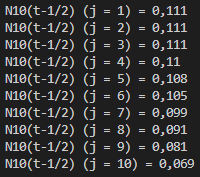 N10(t-1/2) (j = 1) = 0,111
N10(t-1/2) (j = 2) = 0,111
N10(t-1/2) (j = 3) = 0,111
N10(t-1/2) (j = 4) = 0,11
N10(t-1/2) (j = 5) = 0,108
N10(t-1/2) (j = 6) = 0,105
N10(t-1/2) (j = 7) = 0,099
N10(t-1/2) (j = 8) = 0,091
N10(t-1/2) (j = 9) = 0,081
N10(t-1/2) (j = 10) = 0,069